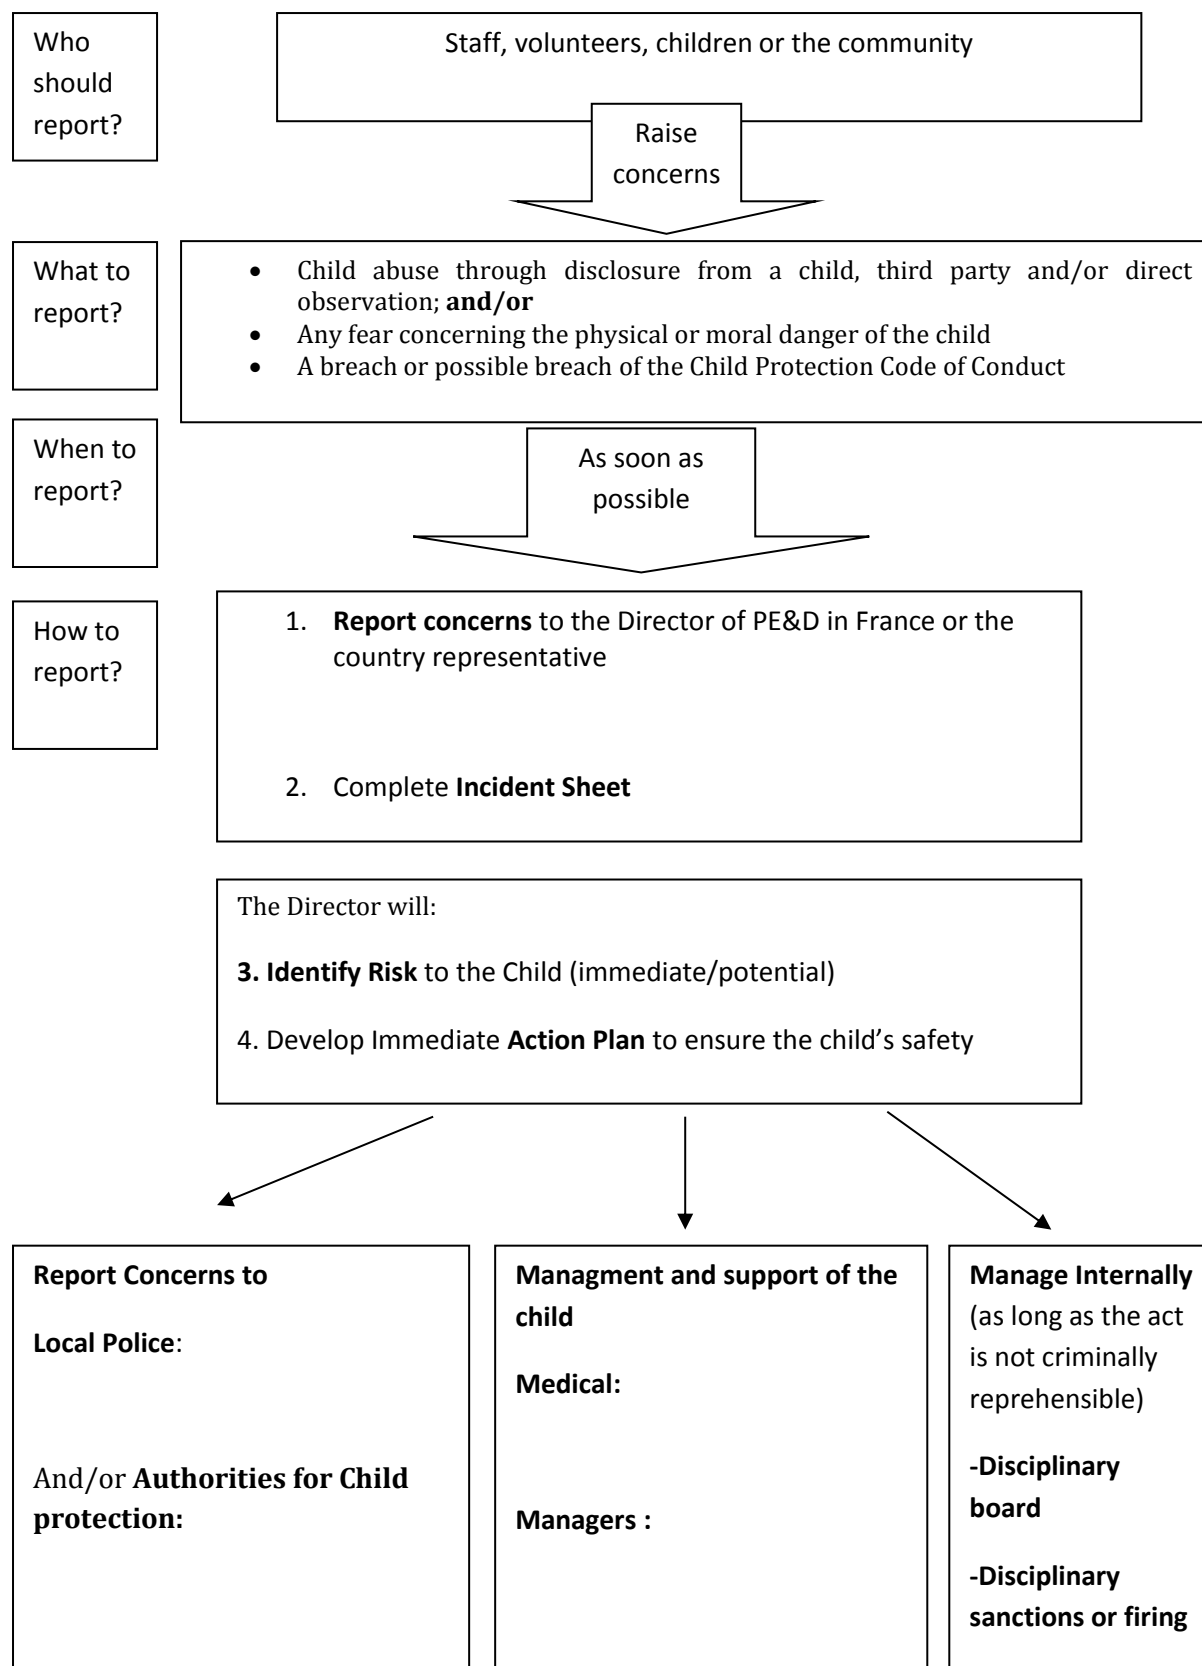 Who
should
report?
Staff, volunteers, children or the community
Raise
concerns
What to
report?
• Child abuse through disclosure from a child, third party and/or direct
observation; and/or
• Any fear concerning the physical or moral danger of the child
• A breach or possible breach of the Child Protection Code of Conduct
When to
report?
As soon as
possible
How to
report?
1. Report concerns to the Director of PE&D in France or the
country representative
2. Complete Incident Sheet
The Director will:
3. Identify Risk to the Child (immediate/potential)
4. Develop Immediate Action Plan to ensure the child’s safety
Report Concerns to
Local Police:
And/or Authorities for Child
protection:
Managment and support of the
child
Medical:
Managers :
Manage Internally
(as long as the act
is not criminally
reprehensible)
-Disciplinary
board
-Disciplinary
sanctions or firing